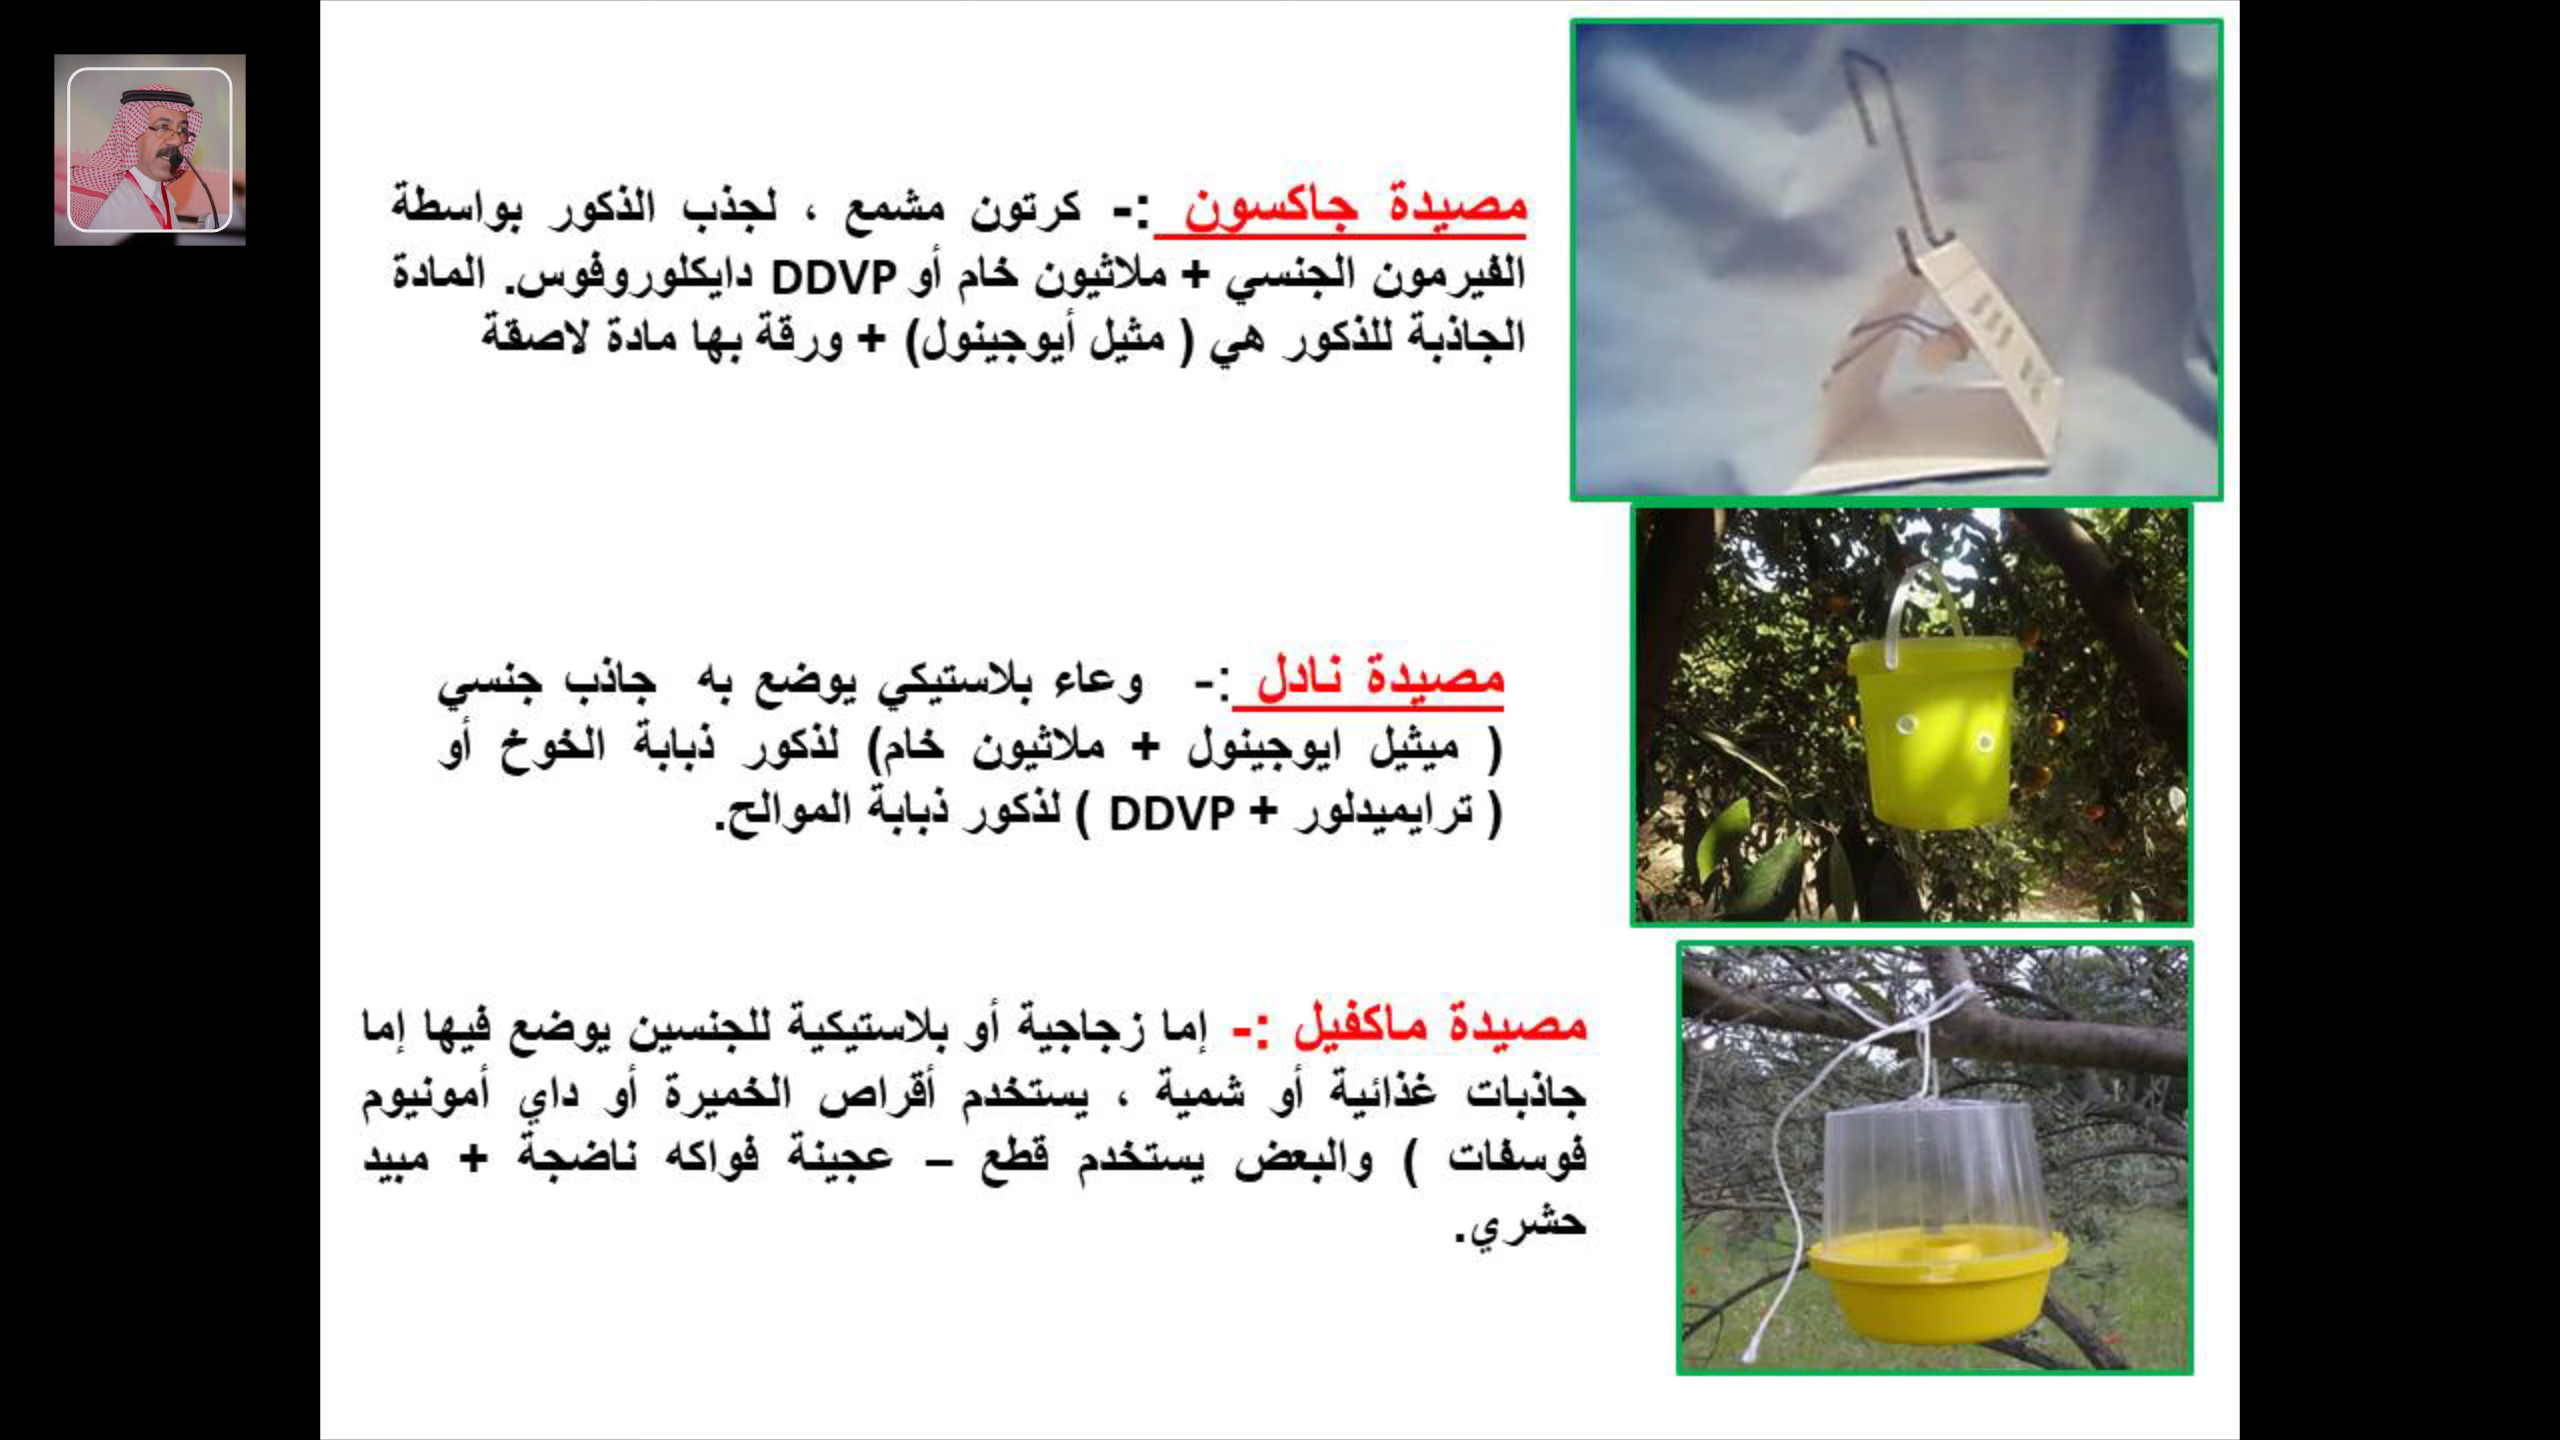 مصيدة جاكسون :- كرتون مشمع ، لجذب الذكور بواسطة
الفيرمون الجنسي + ملاثيون خام أو DDVP دايكلوروفوس. المادة
الجاذبة للذكور هي ( مثيل أيوجينول) + ورقة بها مادة لاصقة
مصيدة نادل :- وعاء بلاستيكي يوضع به جاذب جنسي
( ميثيل ايوجينول + ملاثيون خام) لذكور ذبابة الخوخ أو
( ترايميدلور + DDVP ) لذكور ذبابة الموالح.
مصيدة ماكفيل :- إما زجاجية أو بلاستيكية للجنسين يوضع فيها إما
جاذبات غذائية أو شمية ، يستخدم أقراص الخميرة أو داي أمونيوم
فوسفات ) والبعض يستخدم قطع – عجينة فواكه ناضجة + مبيد
حشري.